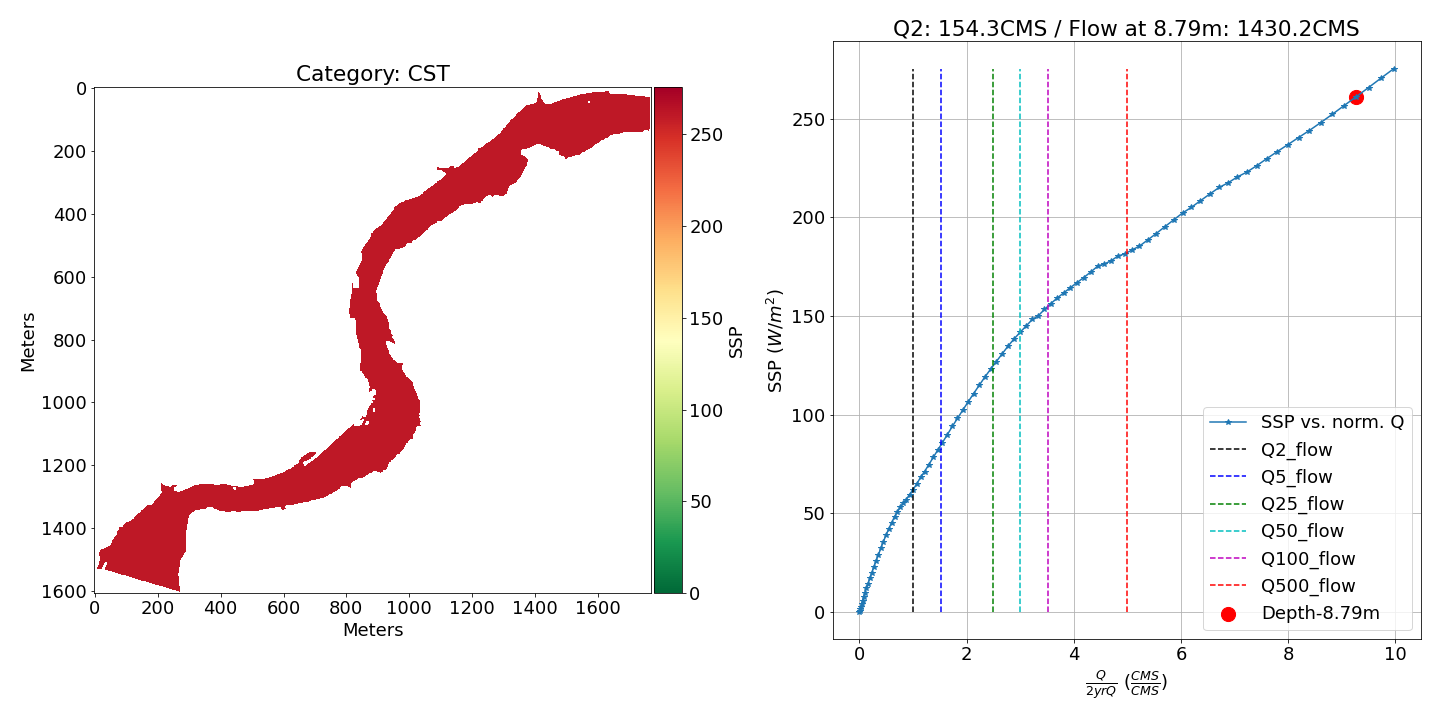 Category: CST
0
200
400
600
800
1000
1200
1400
1600
Meters
0 200 400 600 800 1000 1200 1400 1600
Meters
250
200
150
100
50
0
SSP
Q2: 154.3CMS / Flow at 8.79m: 1430.2CMS
250
200
150
100
50
0
SSP (W/m²)
0 2 4 6 8 10
Q/2yrQ (CMS/CMS)
SSP vs. norm. Q
Q2_flow
Q5_flow
Q25_flow
Q50_flow
Q100_flow
Q500_flow
Depth-8.79m